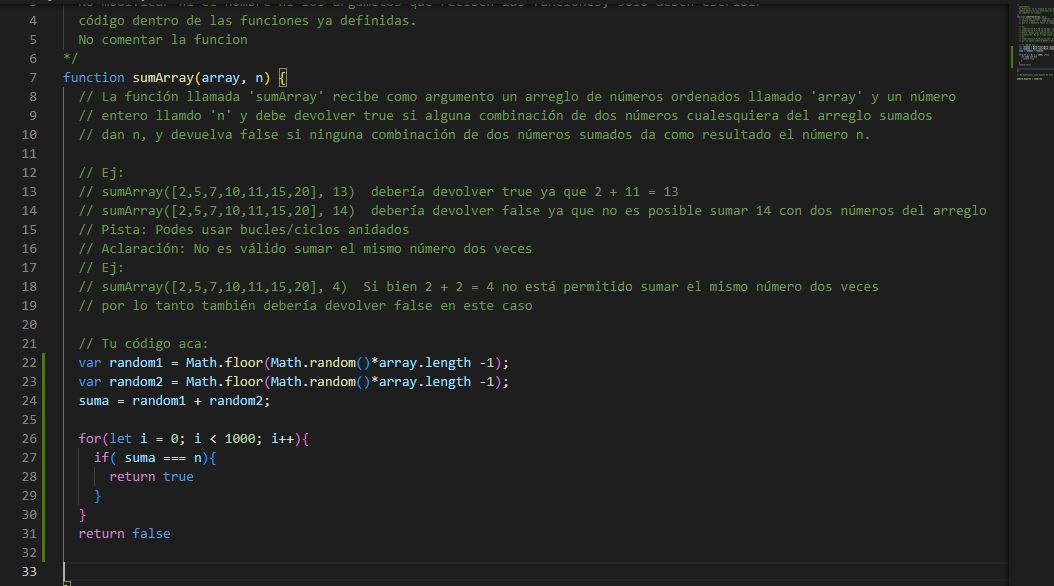 3 No modificar ni el nombre ni los argumetos que reciben las funciones, sólo deben escribir
4 código dentro de las funciones ya definidas.
5 No comentar la funcion
6 */
7 function sumArray(array, n) {
8 // La función llamada 'sumArray' recibe como argumento un arreglo de números ordenados llamado 'array' y un número
9 // entero llamdo 'n' y debe devolver true si alguna combinación de dos números cualesquiera del arreglo sumados
10 // dan n, y devuelva false si ninguna combinación de dos números sumados da como resultado el número n.
11
12 // Ej:
13 // sumArray([2,5,7,10,11,15,20], 13)  debería devolver true ya que 2 + 11 = 13
14 // sumArray([2,5,7,10,11,15,20], 14)  debería devolver false ya que no es posible sumar 14 con dos números del arreglo
15 // Pista: Podes usar bucles/ciclos anidados
16 // Aclaración: No es válido sumar el mismo número dos veces
17 // Ej:
18 // sumArray([2,5,7,10,11,15,20], 4)  Si bien 2 + 2 = 4 no está permitido sumar el mismo número dos veces
19 // por lo tanto también debería devolver false en este caso
20
21 // Tu código aca:
22 var random1 = Math.floor(Math.random()*array.length -1);
23 var random2 = Math.floor(Math.random()*array.length -1);
24 suma = random1 + random2;
25
26 for(let i = 0; i < 1000; i++){
27 if( suma === n){
28 return true
29 }
30 }
31 return false
32
33